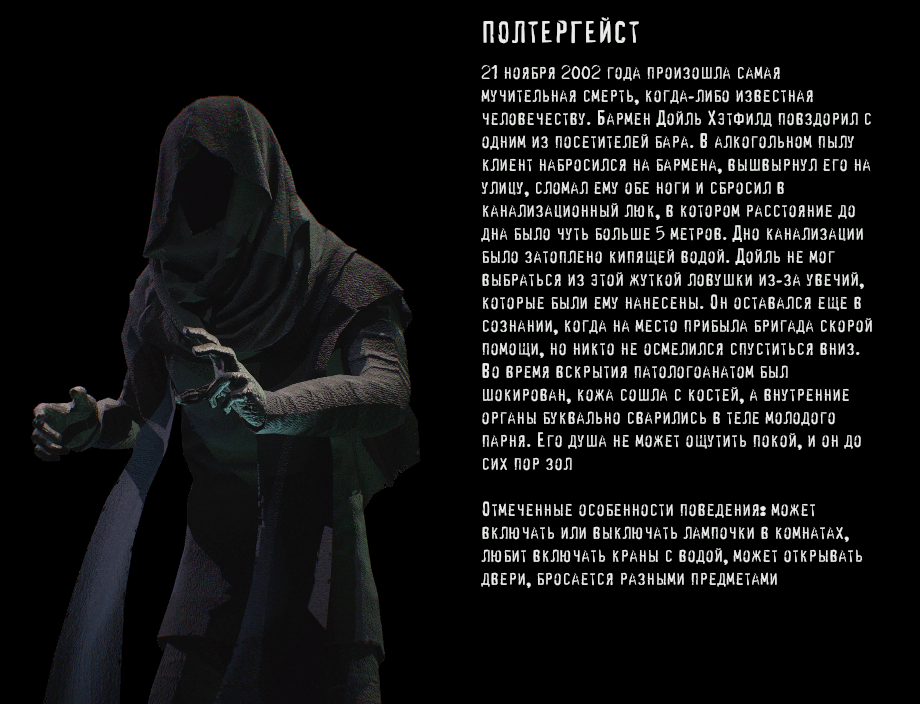 ПОЛТЕРГЕЙСТ
21 НОЯБРЯ 2002 ГОДА ПРОИЗОШЛА САМАЯ
МУЧИТЕЛЬНАЯ СМЕРТЬ, КОГДА-ЛИБО ИЗВЕСТНАЯ
ЧЕЛОВЕЧЕСТВУ. БАРМЕН ДОЙЛЬ ХЭТФИЛД ПОВЗДОРИЛ С
ОДНИМ ИЗ ПОСЕТИТЕЛЕЙ БАРА. В АЛКОГОЛЬНОМ ПЫЛУ
КЛИЕНТ НАБРОСИЛСЯ НА БАРМЕНА, ВЫШВЫРНУЛ ЕГО НА
УЛИЦУ, СЛОМАЛ ЕМУ ОБЕ НОГИ И СБРОСИЛ В
КАНАЛИЗАЦИОННЫЙ ЛЮК, В КОТОРОМ РАССТОЯНИЕ ДО
ДНА БЫЛО ЧУТЬ БОЛЬШЕ 5 МЕТРОВ. ДНО КАНАЛИЗАЦИИ
БЫЛО ЗАТОПЛЕНО КИПЯЩЕЙ ВОДОЙ. ДОЙЛЬ НЕ МОГ
ВЫБРАТЬСЯ ИЗ ЭТОЙ ЖУТКОЙ ЛОВУШКИ ИЗ-ЗА УВЕЧИЙ,
КОТОРЫЕ БЫЛИ ЕМУ НАНЕСЕНЫ. ОН ОСТАВАЛСЯ ЕЩЕ В
СОЗНАНИИ, КОГДА НА МЕСТО ПРИБЫЛА БРИГАДА СКОРОЙ
ПОМОЩИ, НО НИКТО НЕ ОСМЕЛИЛСЯ СПУСТИТЬСЯ ВНИЗ.
ВО ВРЕМЯ ВСКРЫТИЯ ПАТОЛОГОАНАТОМ БЫЛ
ШОКИРОВАН, КОЖА СОШЛА С КОСТЕЙ, А ВНУТРЕННИЕ
ОРГАНЫ БУКВАЛЬНО СВАРИЛИСЬ В ТЕЛЕ МОЛОДОГО
ПАРНЯ. ЕГО ДУША НЕ МОЖЕТ ОЩУТИТЬ ПОКОЙ, И ОН ДО
СИХ ПОР ЗОЛ
ОТМЕЧЕННЫЕ ОСОБЕННОСТИ ПОВЕДЕНИЯ: МОЖЕТ
ВКЛЮЧАТЬ ИЛИ ВЫКЛЮЧАТЬ ЛАМПОЧКИ В КОМНАТАХ,
ЛЮБИТ ВКЛЮЧАТЬ КРАНЫ С ВОДОЙ, МОЖЕТ ОТКРЫВАТЬ
ДВЕРИ, БРОСАЕТСЯ РАЗНЫМИ ПРЕДМЕТАМИ